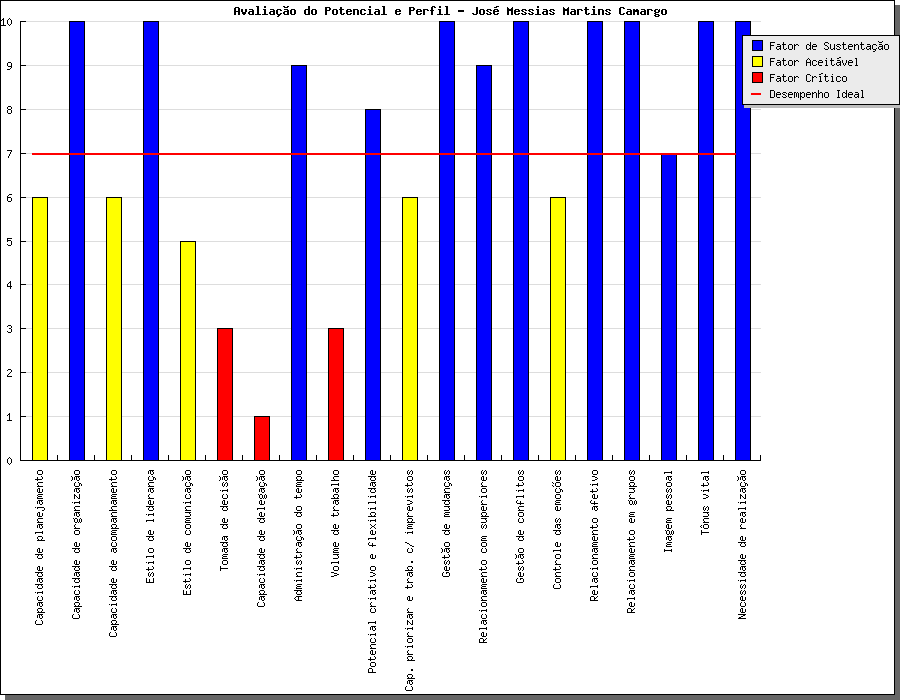 Avaliação do Potencial e Perfil - José Messias Martins Camargo
Fator de Sustentação
Fator Aceitável
Fator Crítico
Desempenho Ideal
10
9
8
7
6
5
4
3
2
1
0
Capacidade de planejamento
Capacidade de organização
Capacidade de acompanhamento
Estilo de liderança
Estilo de comunicação
Tomada de decisão
Capacidade de delegação
Administração do tempo
Volume de trabalho
Potencial criativo e flexibilidade
Cap. priorizar e trab. c/ imprevistos
Gestão de mudanças
Relacionamento com superiores
Gestão de conflitos
Controle das emoções
Relacionamento afetivo
Relacionamento em grupos
Imagem pessoal
Tônus vital
Necessidade de realização